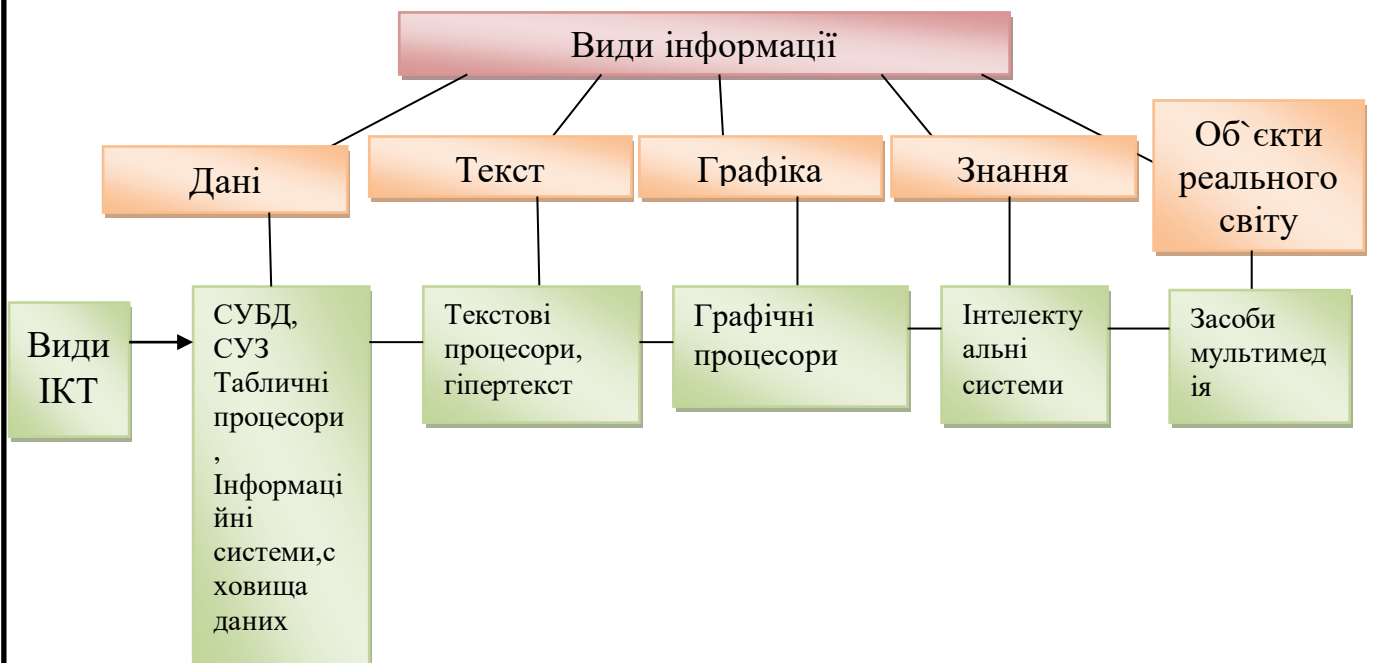 Види інформації
Дані
Текст
Графіка
Знання
Об`єкти
реального
світу
Види
ІКТ
СУБД,
СУЗ
Табличні
процесори
,
Інформаці
йні
системи,с
ховища
даних
Текстові
процесори,
гіпертекст
Графічні
процесори
Інтелекту
альні
системи
Засоби
мультимед
ія